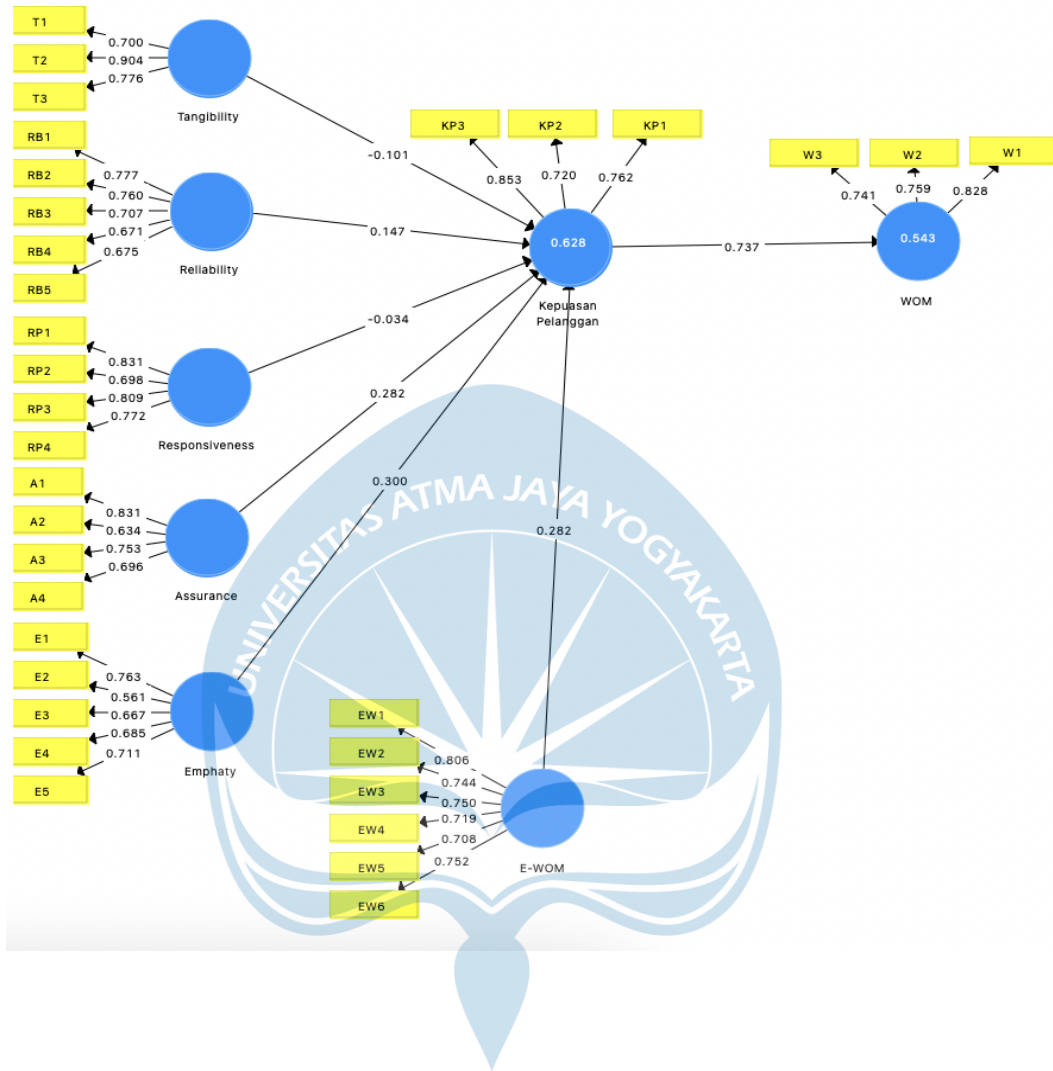 T1
T2
T3
0.700
0.904
0.776
Tangibility
RB1
RB2
RB3
RB4
RB5
0.777
0.760
0.707
0.671
0.675
Reliability
RP1
RP2
RP3
RP4
0.831
0.698
0.809
0.772
Responsiveness
A1
A2
A3
A4
0.831
0.634
0.753
0.696
Assurance
E1
E2
E3
E4
E5
0.763
0.561
0.667
0.685
0.711
Emphaty
-0.101
0.147
-0.034
0.282
0.300
0.282
KP3
KP2
KP1
0.853
0.720
0.762
0.628
Kepuasan
Pelanggan
0.737
W3
W2
W1
0.741
0.759
0.828
0.543
WOM
EW1
EW2
EW3
EW4
EW5
EW6
0.806
0.744
0.750
0.719
0.708
0.752
E-WOM
UNIVERSITAS ATMA JAYA YOGYAKARTA